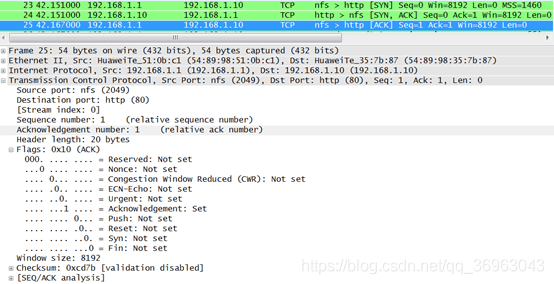 23 42.151000 192.168.1.1 192.168.1.10 TCP nfs > http [SYN] Seq=0 Win=8192 Len=0 MSS=1460
24 42.151000 192.168.1.10 192.168.1.1 TCP http > nfs [SYN, ACK] Seq=0 Ack=1 Win=8192 Len=0
25 42.167000 192.168.1.1 192.168.1.10 TCP nfs > http [ACK] Seq=1 Ack=1 Win=8192 Len=0
Frame 25: 54 bytes on wire (432 bits), 54 bytes captured (432 bits)
Ethernet II, Src: HuaweiTe_51:0b:c1 (54:89:98:51:0b:c1), Dst: HuaweiTe_35:7b:87 (54:89:98:35:7b:87)
Internet Protocol, Src: 192.168.1.1 (192.168.1.1), Dst: 192.168.1.10 (192.168.1.10)
Transmission Control Protocol, Src Port: nfs (2049), Dst Port: http (80), Seq: 1, Ack: 1, Len: 0
Source port: nfs (2049)
Destination port: http (80)
[Stream index: 0]
Sequence number: 1 (relative sequence number)
Acknowledgement number: 1 (relative ack number)
Header length: 20 bytes
Flags: 0x10 (ACK)
000. .... .... = Reserved: Not set
...0 .... .... = Nonce: Not set
.... 0... .... = Congestion Window Reduced (CWR): Not set
.... .0.. .... = ECN-Echo: Not set
.... ..0. .... = Urgent: Not set
.... ...1 .... = Acknowledgement: Set
.... .... 0... = Push: Not set
.... .... .0.. = Reset: Not set
.... .... ..0. = Syn: Not set
.... .... ...0 = Fin: Not set
Window size: 8192
Checksum: 0xcd7b [validation disabled]
[SEQ/ACK analysis]
https://blog.csdn.net/qq_36963043